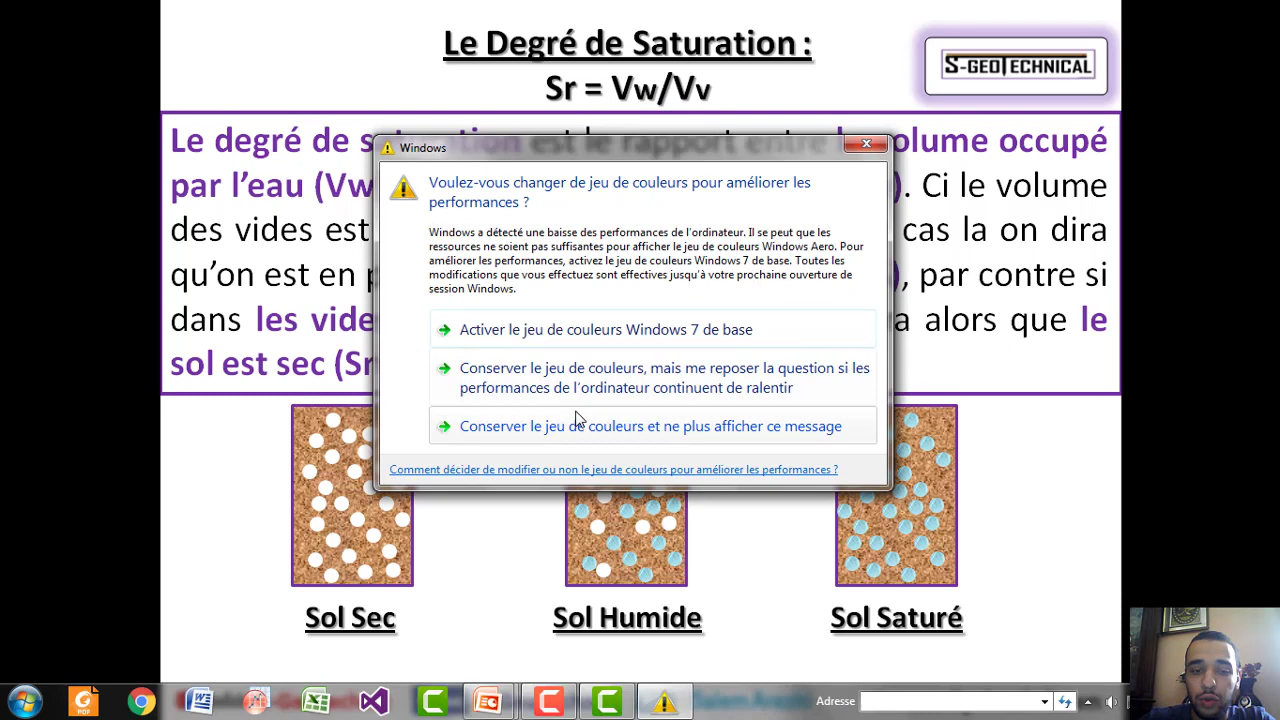 Le Degré de Saturation :
Sr = Vw/Vv
S-GEOTECHNICAL
Le degré de saturation est le rapport entre le volume occupé
par l'eau (Vw ). Ci le volume
des vides est cas la on dira
qu'on est en p ), par contre si
dans les vide a alors que le
sol est sec (Sr
Windows
Voulez-vous changer de jeu de couleurs pour améliorer les
performances ?
Windows a détecté une baisse des performances de l'ordinateur. Il se peut que les
ressources ne soient pas suffisantes pour afficher le jeu de couleurs Windows Aero. Pour
améliorer les performances, activez le jeu de couleurs Windows 7 de base. Toutes les
modifications que vous effectuez sont effectives jusqu'à votre prochaine ouverture de
session Windows.
Activer le jeu de couleurs Windows 7 de base
Conserver le jeu de couleurs, mais me reposer la question si les
performances de l'ordinateur continuent de ralentir
Conserver le jeu de couleurs et ne plus afficher ce message
Comment décider de modifier ou non le jeu de couleurs pour améliorer les performances ?
Sol Sec
Sol Humide
Sol Saturé
PDF
Adresse